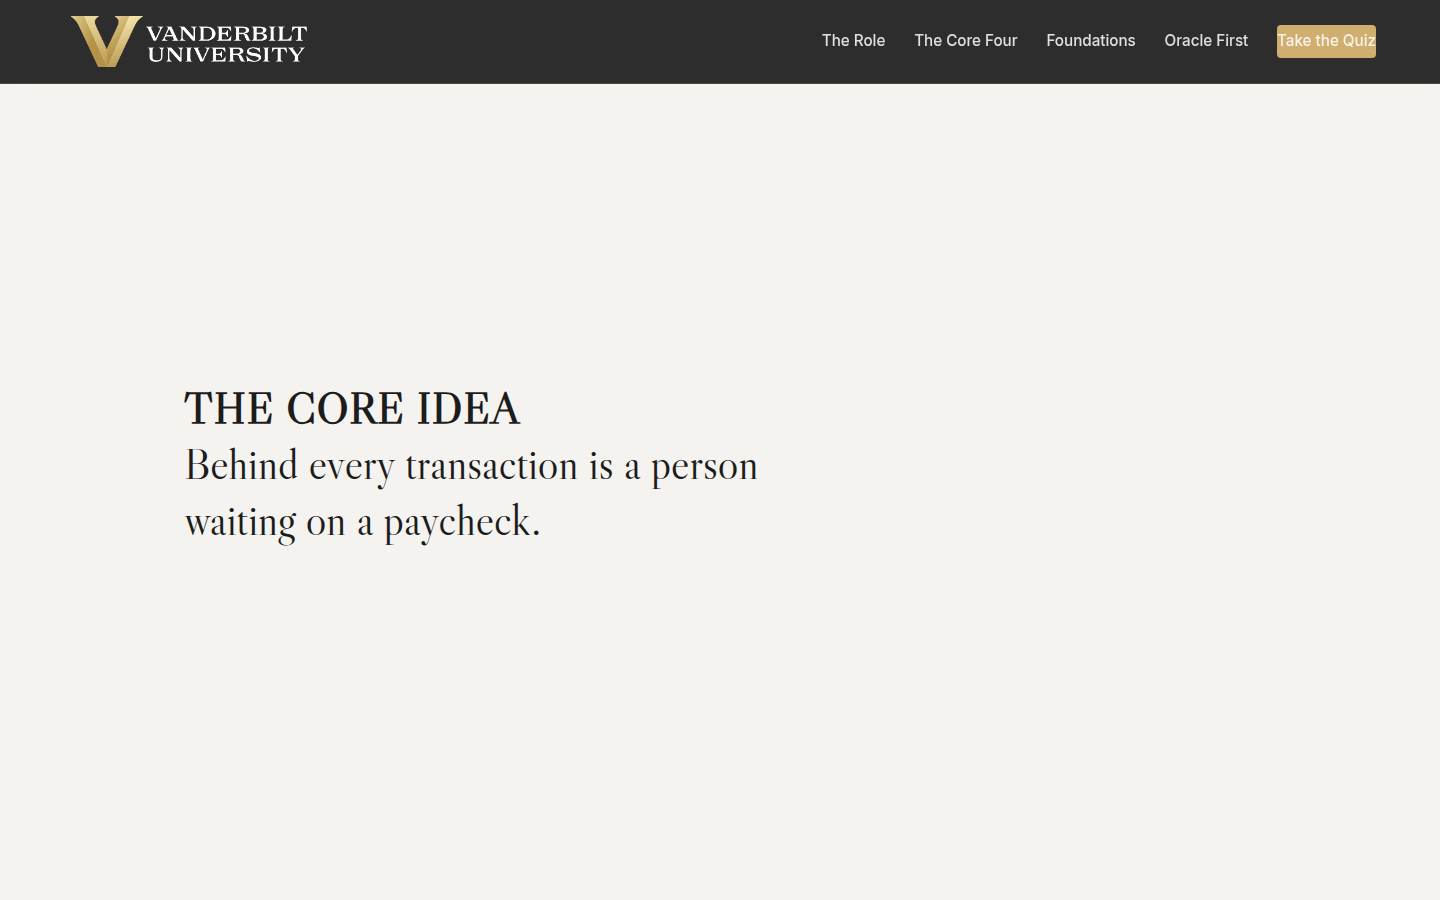 VANDERBILT
UNIVERSITY
The Role
The Core Four
Foundations
Oracle First
Take the Quiz
THE CORE IDEA
Behind every transaction is a person
waiting on a paycheck.